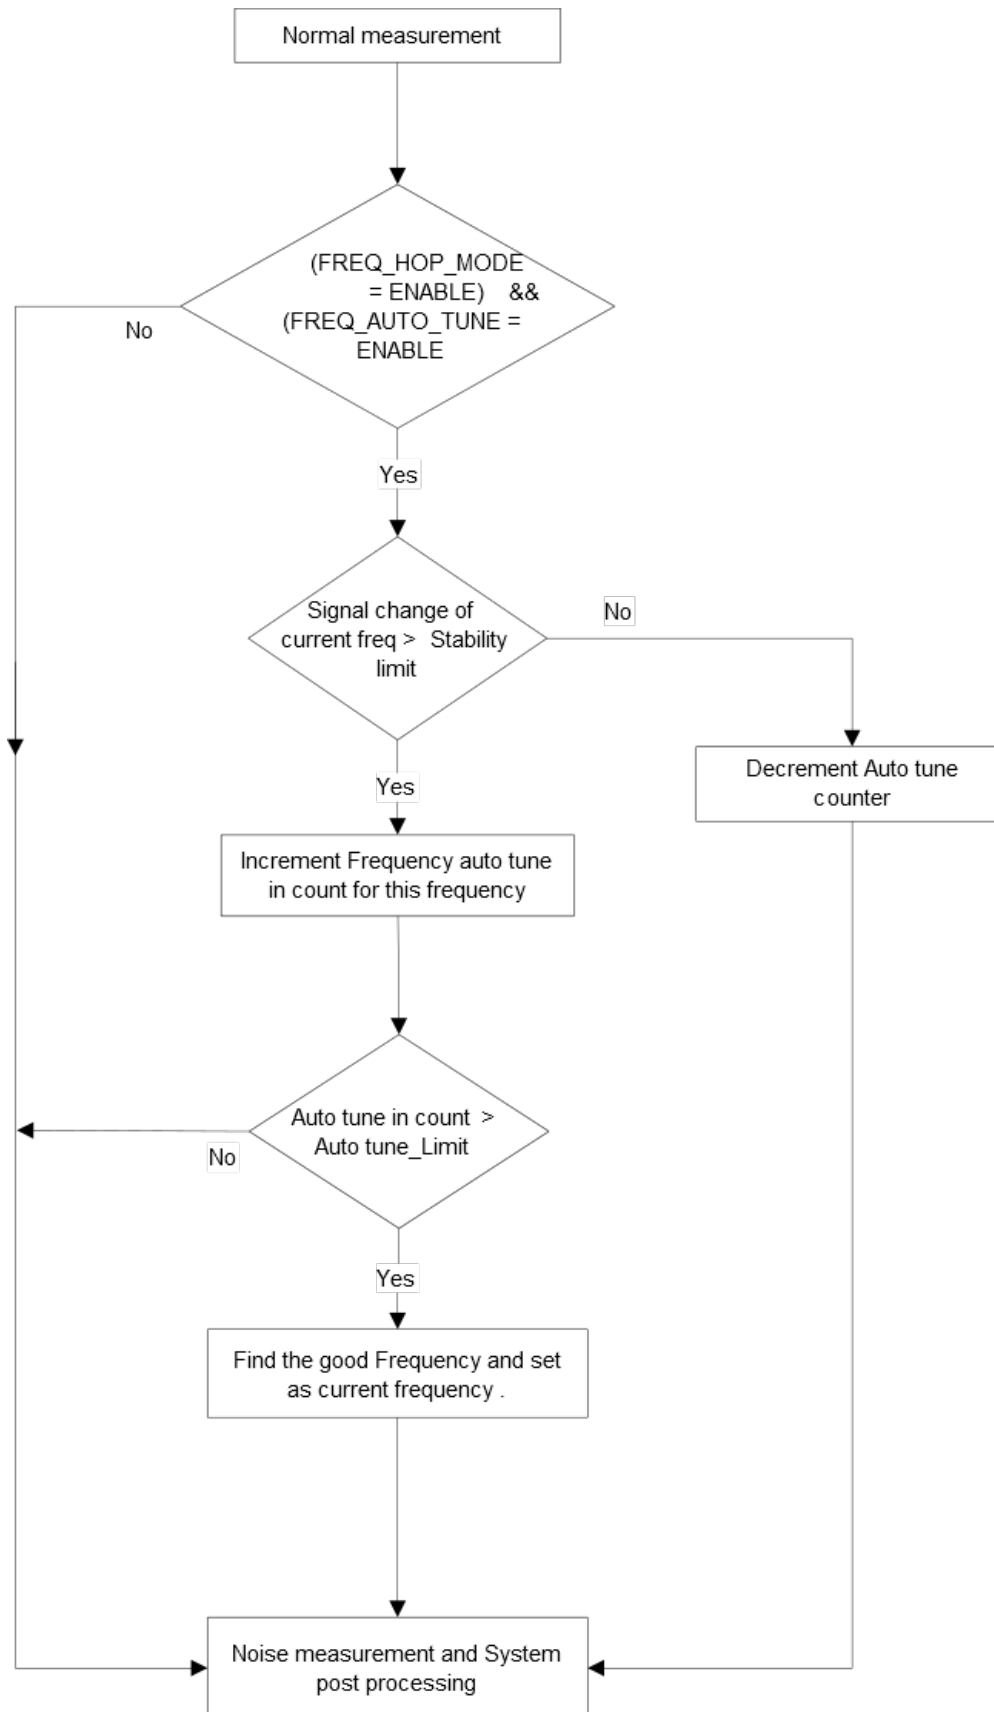 Normal measurement
(FREQ_HOP_MODE
= ENABLE) &&
(FREQ_AUTO_TUNE =
ENABLE
No
Yes
Signal change of
current freq > Stability
limit
No
Yes
Decrement Auto tune
counter
Increment Frequency auto tune
in count for this frequency
Auto tune in count >
Auto tune_Limit
No
Yes
Find the good Frequency and set
as current frequency .
Noise measurement and System
post processing